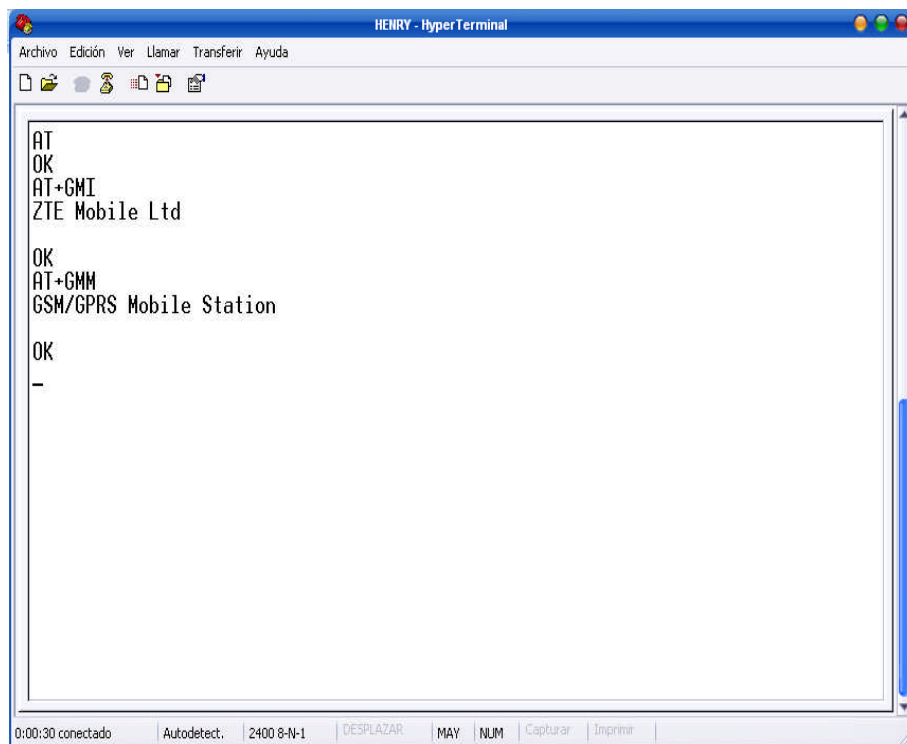 HENRY - HyperTerminal
Archivo Edición Ver Llamar Transferir Ayuda
AT
OK
AT+GMI
ZTE Mobile Ltd
OK
AT+GMM
GSM/GPRS Mobile Station
OK
0:00:30 conectado Autodetect. 2400 8-N-1 DESPLAZAR MAY NUM Capturar Imprimir